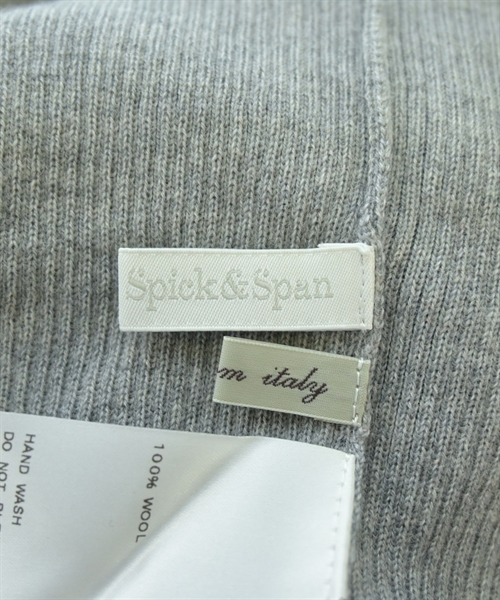 Spick&Span
m italy
100% WOOL
HAND WASH
DO NOT